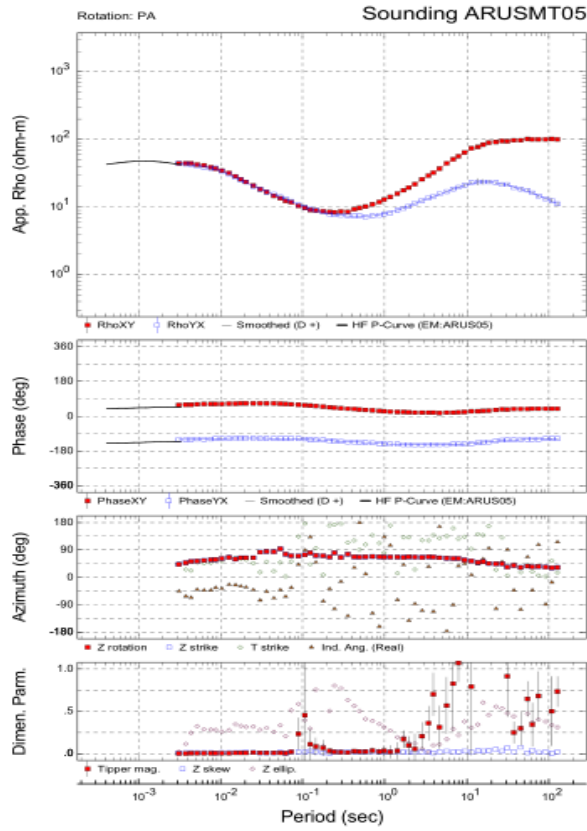 Rotation: PA Sounding ARUSMT05
App. Rho (ohm-m)
10³
10²
10¹
10⁰
RhoXY RhoYX Smoothed (D +) HF P-Curve (EM:ARUS05)
Phase (deg)
360
180
0
-180
-360
PhaseXY PhaseYX Smoothed (D +) HF P-Curve (EM:ARUS05)
Azimuth (deg)
180
90
0
-90
-180
Z rotation Z strike T strike Ind. Ang. (Real)
Dimen. Parm.
1.0
.5
.0
Tipper mag. Z skew Z ellip.
10⁻³ 10⁻² 10⁻¹ 10⁰ 10¹ 10²
Period (sec)